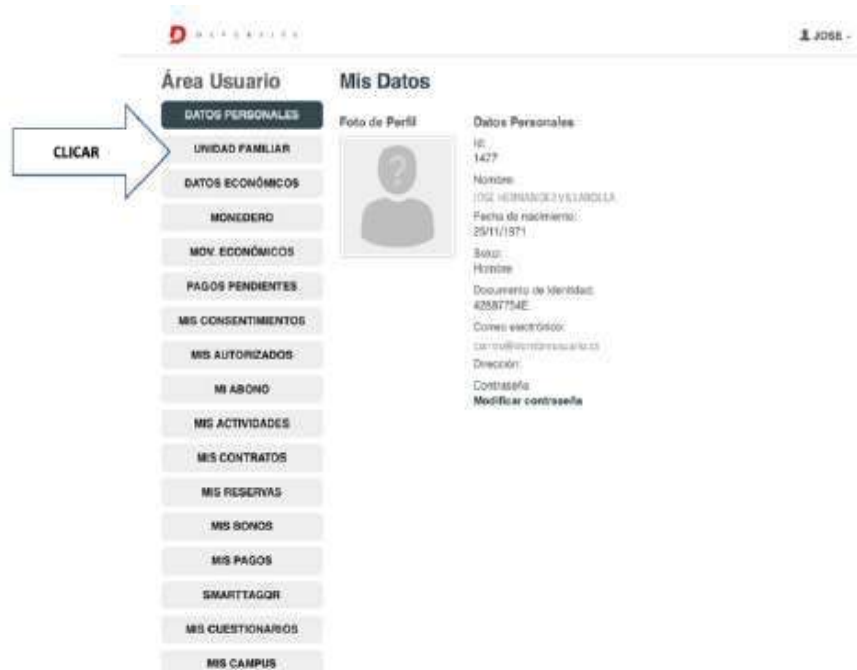 JOSE
Área Usuario
Mis Datos
DATOS PERSONALES
Foto de Perfil
Datos Personales
CLICAR
UNIDAD FAMILIAR
DATOS ECONÓMICOS
MONEDERO
MOV. ECONÓMICOS
PAGOS PENDIENTES
MIS CONSENTIMIENTOS
MIS AUTORIZADOS
MI ABONO
MIS ACTIVIDADES
MIS CONTRATOS
MIS RESERVAS
MIS BONOS
MIS PAGOS
SMARTTAGQR
MIS CUESTIONARIOS
MIS CAMPUS
Id:
1427
Nombre:
Fecha de nacimiento:
25/11/1971
Sexo:
Hombre
Documento de Identidad:
Correo electrónico:
Dirección:
Contraseña
Modificar contraseña